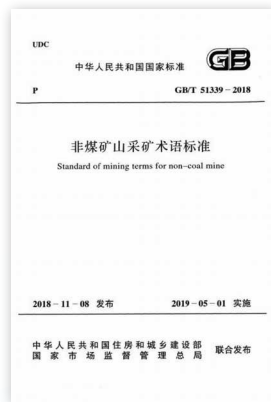 UDC
中华人民共和国国家标准
GB
P
GB/T 51339-2018
非煤矿山采矿术语标准
Standard of mining terms for non-coal mine
2018-11-08 发布
2019-05-01 实施
中华人民共和国住房和城乡建设部
国家市场监督管理总局
联合发布